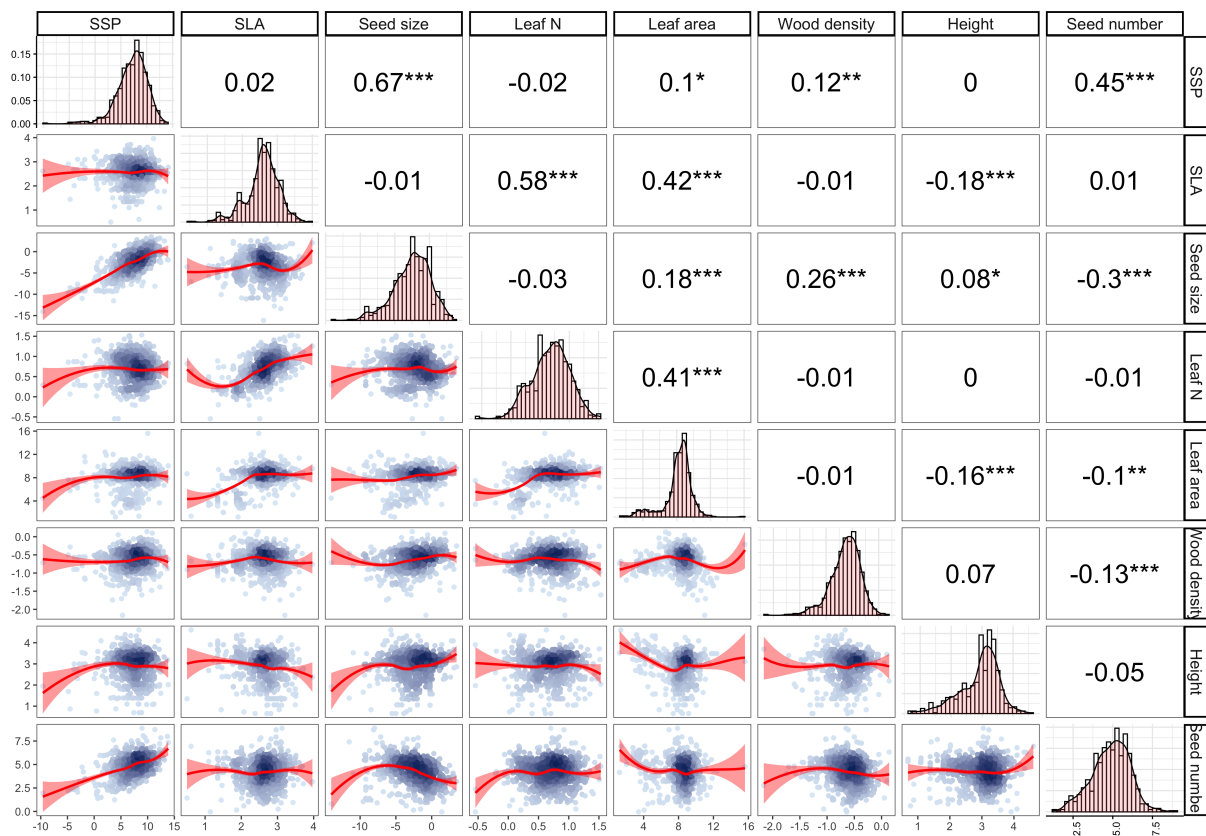 SSP SLA Seed size Leaf N Leaf area Wood density Height Seed number
0.15
0.10
0.05
0.00
0.02 0.67*** -0.02 0.1* 0.12** 0 0.45***
SSP
4
3
2
1
-0.01 0.58*** 0.42*** -0.01 -0.18*** 0.01
SLA
0
-5
-10
-15
-0.03 0.18*** 0.26*** 0.08* -0.3***
Seed size
1.5
1.0
0.5
0.0
-0.5
0.41*** -0.01 0 -0.01
Leaf N
16
12
8
4
-0.01 -0.16*** -0.1**
Leaf area
0.0
-0.5
-1.0
-1.5
-2.0
0.07 -0.13***
Wood density
4
3
2
1
-0.05
Height
7.5
5.0
2.5
0.0
Seed numbe
-10 -5 0 5 10 15
1 2 3 4
-10 -5 0
-0.5 0.0 0.5 1.0 1.5
4 8 12 16
-2.0 -1.5 -1.0 -0.5 0.0
1 2 3 4
2.5 5.0 7.5